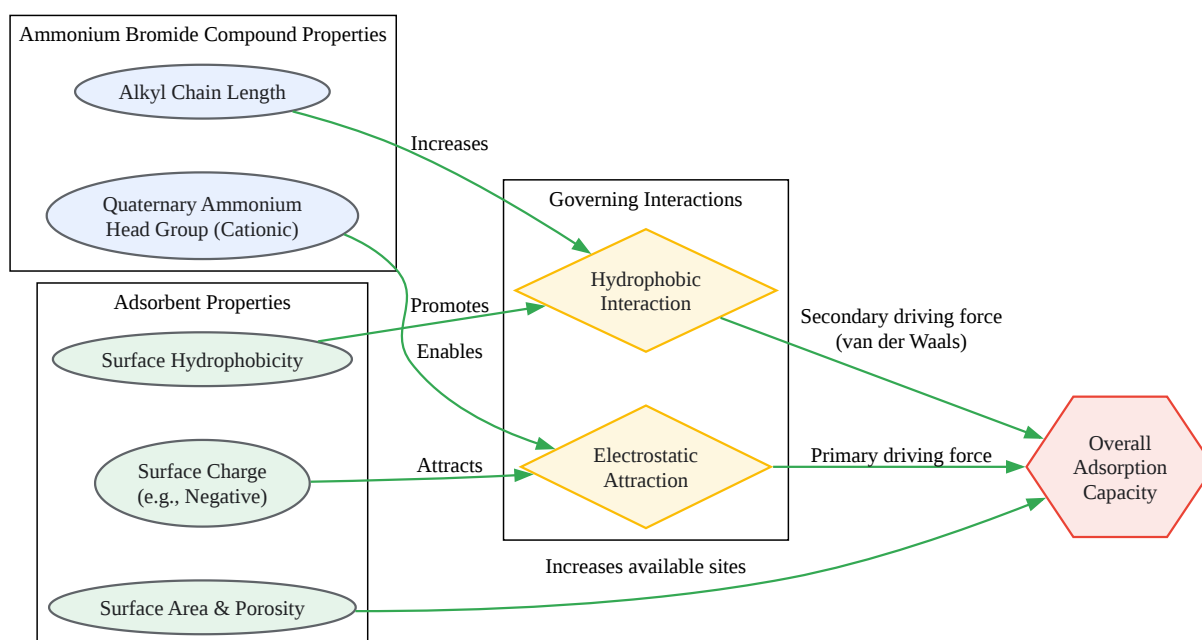 Ammonium Bromide Compound Properties
Alkyl Chain Length
Quaternary Ammonium
Head Group (Cationic)
Adsorbent Properties
Surface Hydrophobicity
Surface Charge
(e.g., Negative)
Surface Area & Porosity
Increases
Promotes
Enables
Attracts
Governing Interactions
Hydrophobic
Interaction
Electrostatic
Attraction
Increases available sites
Secondary driving force
(van der Waals)
Primary driving force
Overall
Adsorption
Capacity